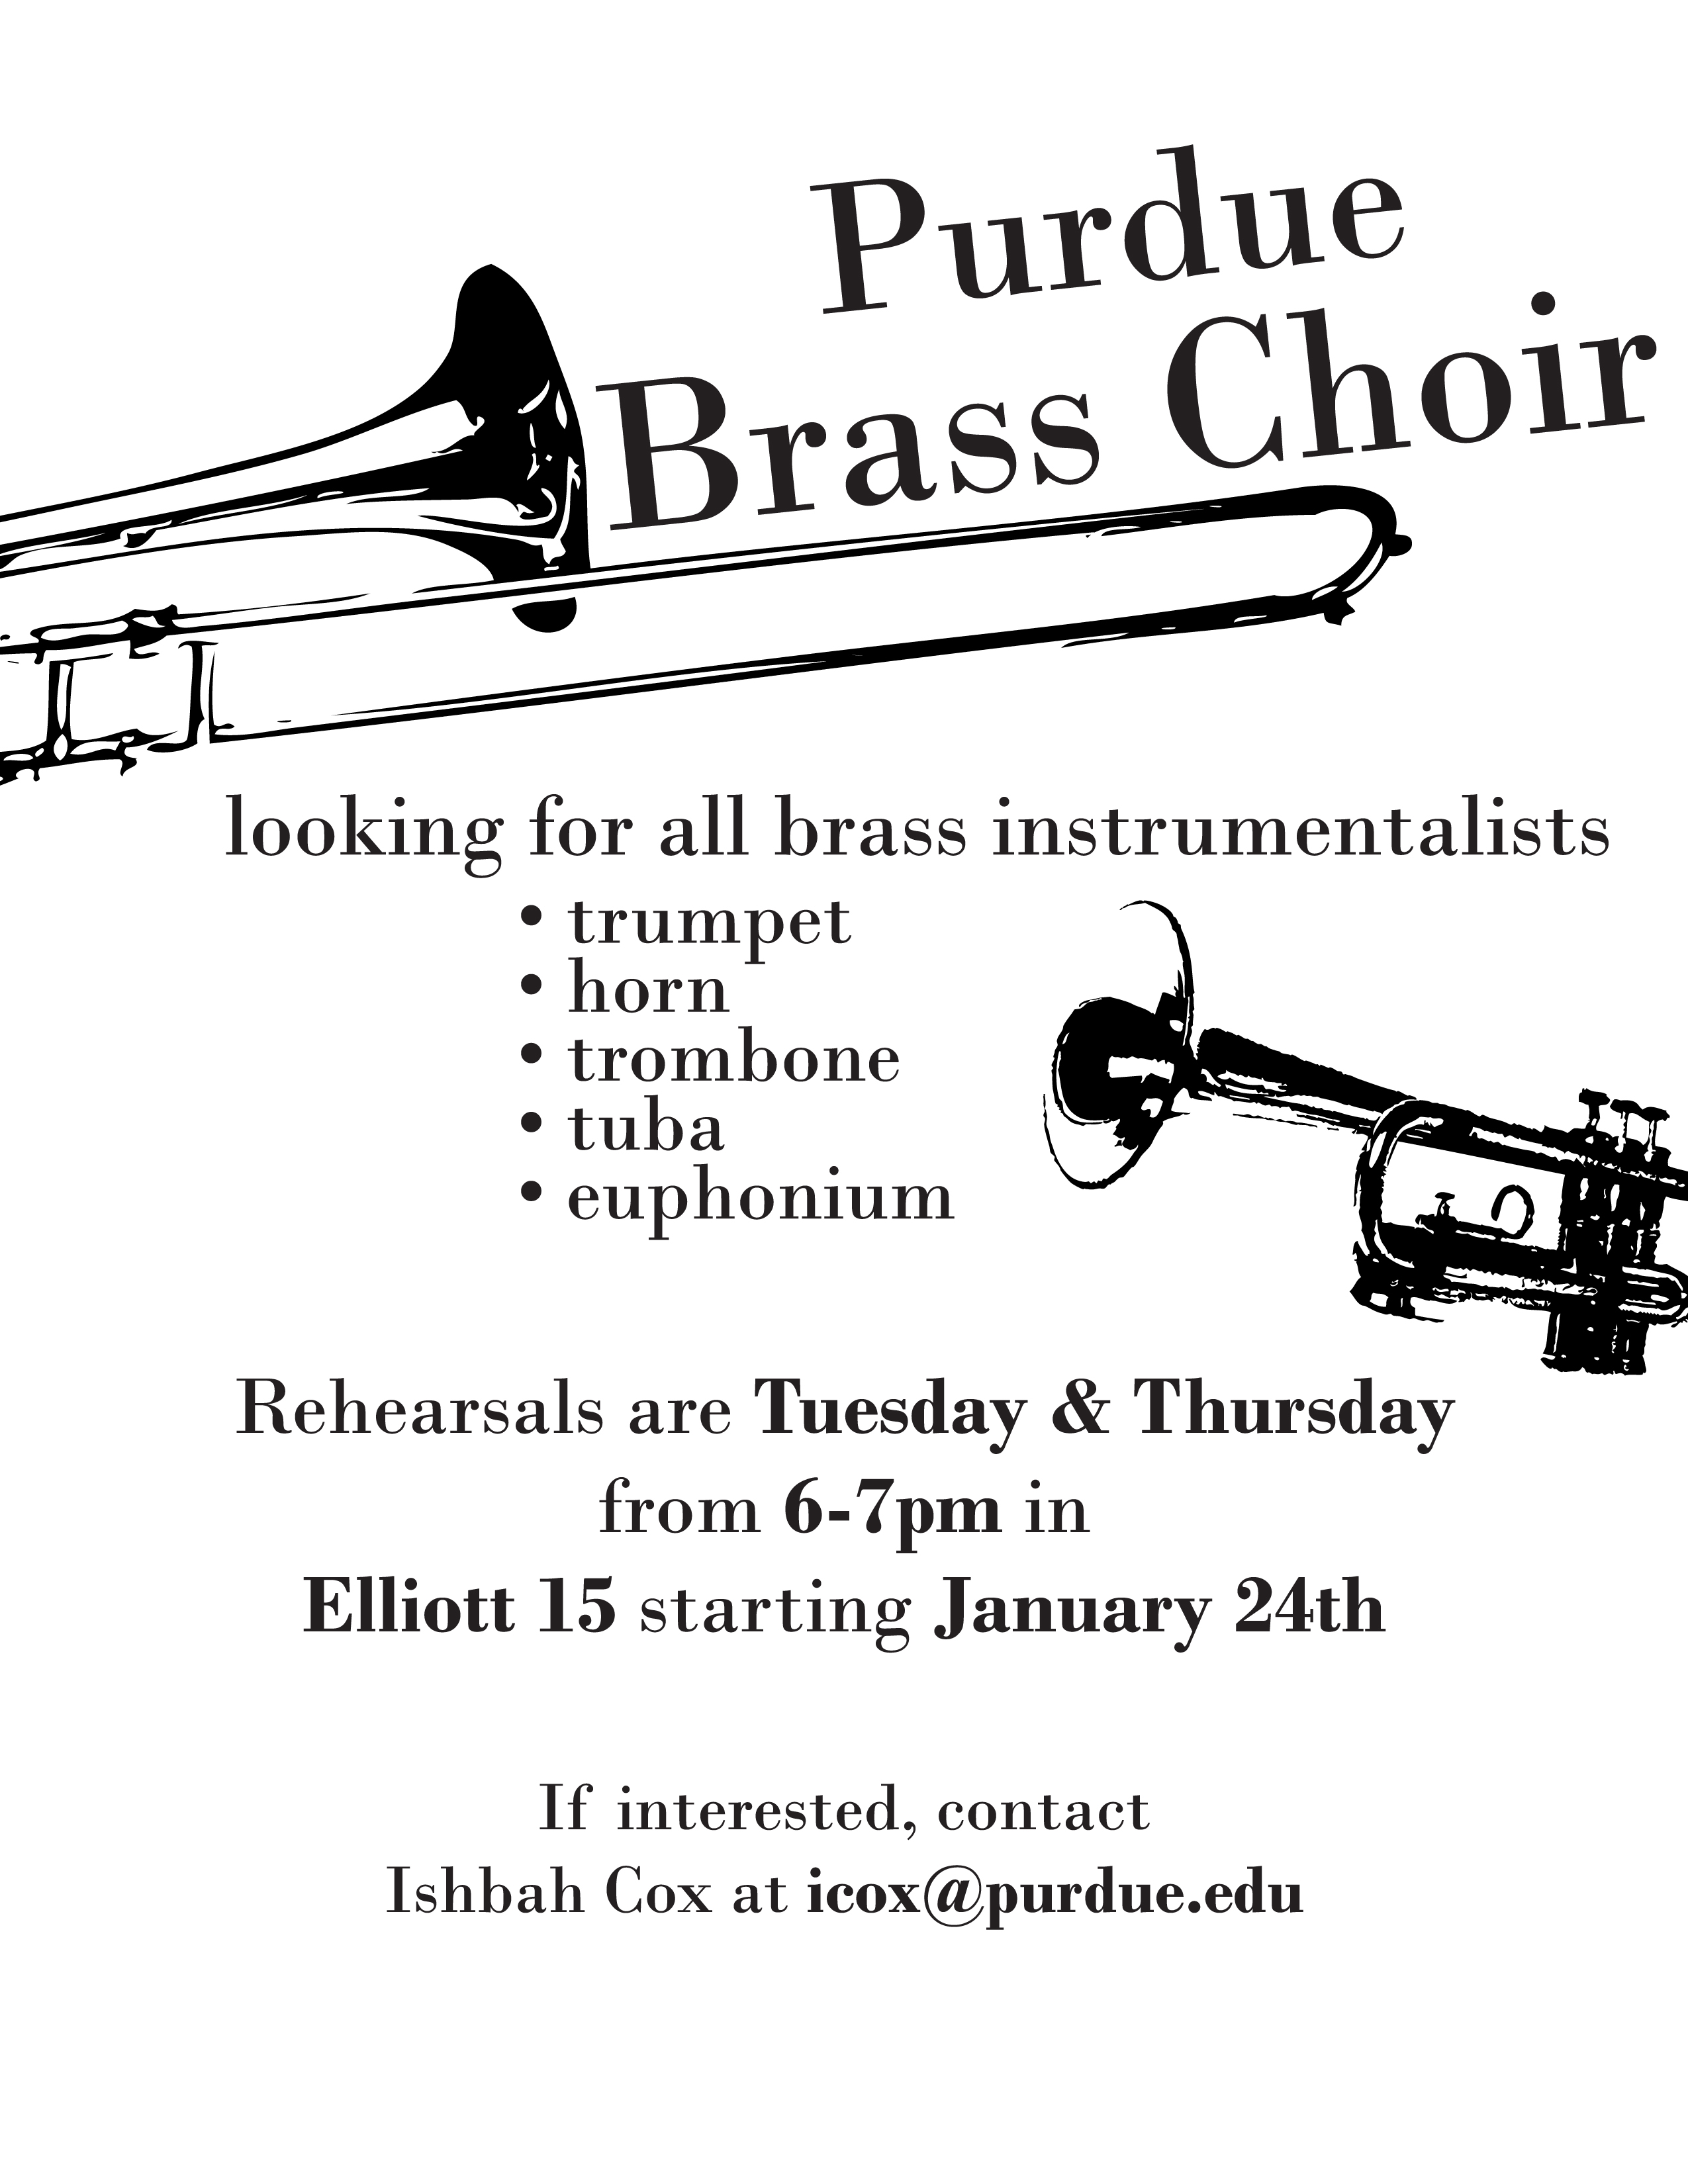 Purdue
Brass Choir
looking for all brass instrumentalists
• trumpet
• horn
• trombone
• tuba
• euphonium
Rehearsals are Tuesday & Thursday
from 6-7pm in
Elliott 15 starting January 24th
If interested, contact
Ishbah Cox at icox@purdue.edu